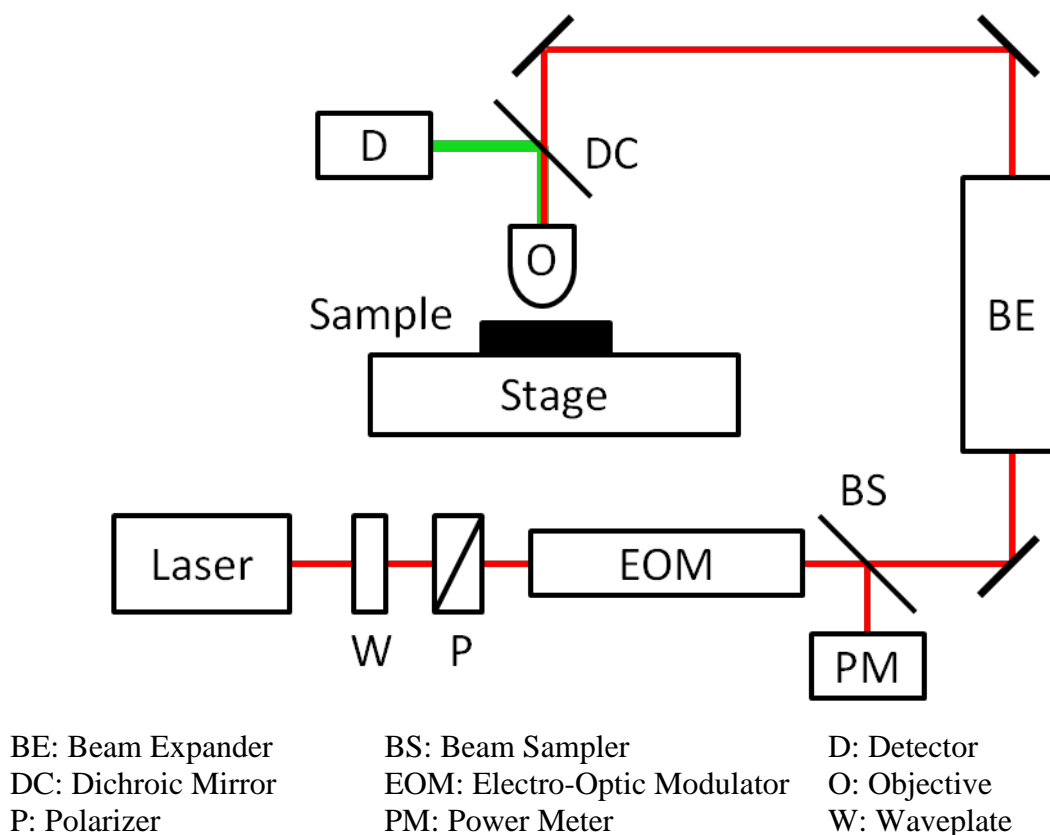 D
DC
O
Sample
BE
Stage
BS
Laser
EOM
W
P
PM
BE: Beam Expander BS: Beam Sampler D: Detector
DC: Dichroic Mirror EOM: Electro-Optic Modulator O: Objective
P: Polarizer PM: Power Meter W: Waveplate